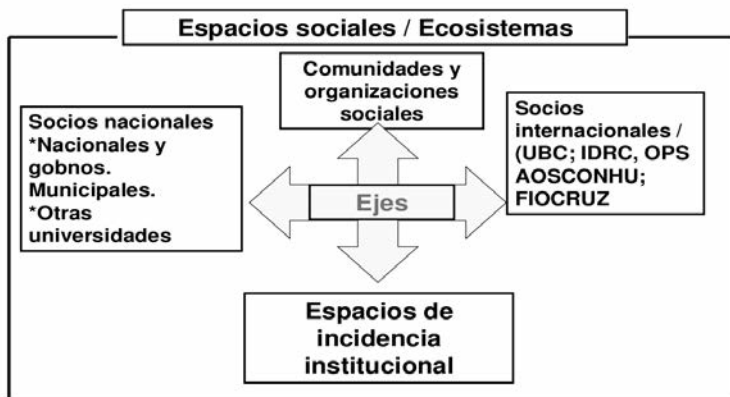 Espacios sociales / Ecosistemas
Comunidades y
organizaciones
sociales
Socios nacionales
*Nacionales y
gobnos.
Municipales.
*Otras
universidades
Socios
internacionales /
(UBC; IDRC, OPS
AOSCONHU;
FIOCRUZ
Ejes
Espacios de
incidencia
institucional